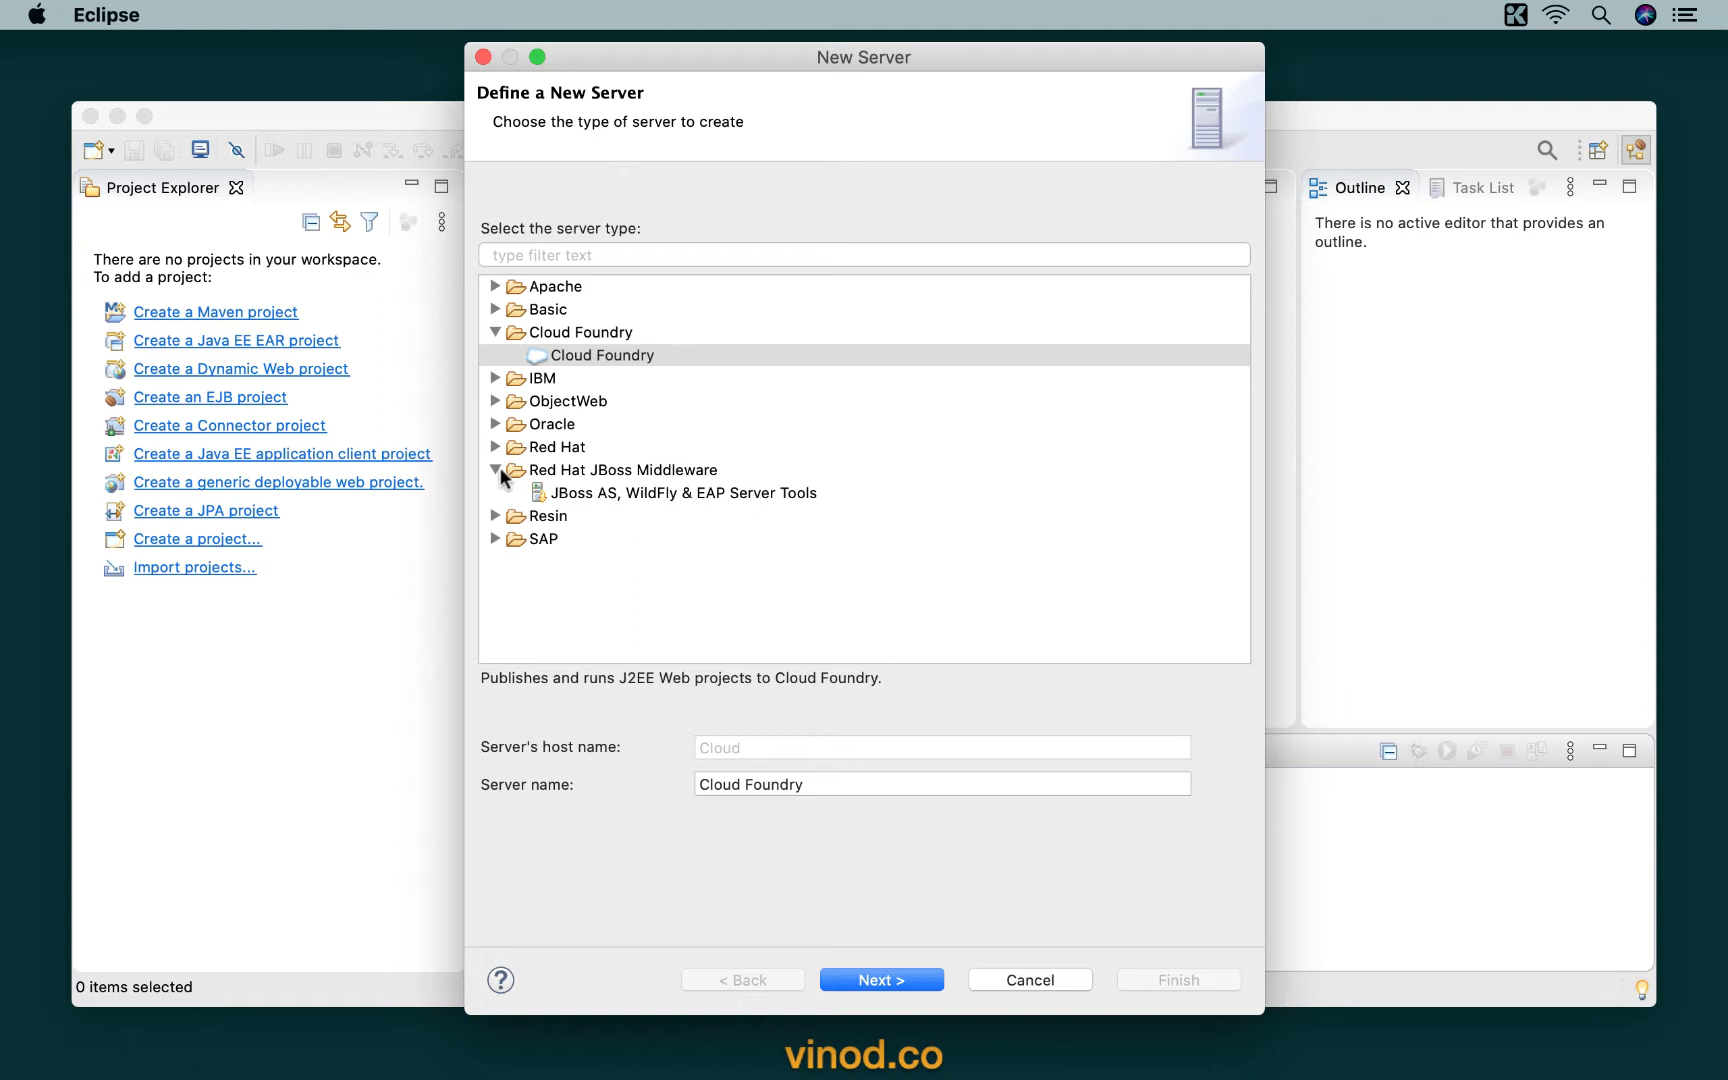 Eclipse
New Server
Define a New Server
Choose the type of server to create
Project Explorer
There are no projects in your workspace.
To add a project:
Create a Maven project
Create a Java EE EAR project
Create a Dynamic Web project
Create an EJB project
Create a Connector project
Create a Java EE application client project
Create a generic deployable web project.
Create a JPA project
Create a project...
Import projects...
0 items selected
Select the server type:
type filter text
Apache
Basic
Cloud Foundry
Cloud Foundry
IBM
ObjectWeb
Oracle
Red Hat
Red Hat JBoss Middleware
JBoss AS, WildFly & EAP Server Tools
Resin
SAP
Publishes and runs J2EE Web projects to Cloud Foundry.
Server's host name: Cloud
Server name: Cloud Foundry
? < Back Next > Cancel Finish
Outline Task List
There is no active editor that provides an
outline.
vinod.co